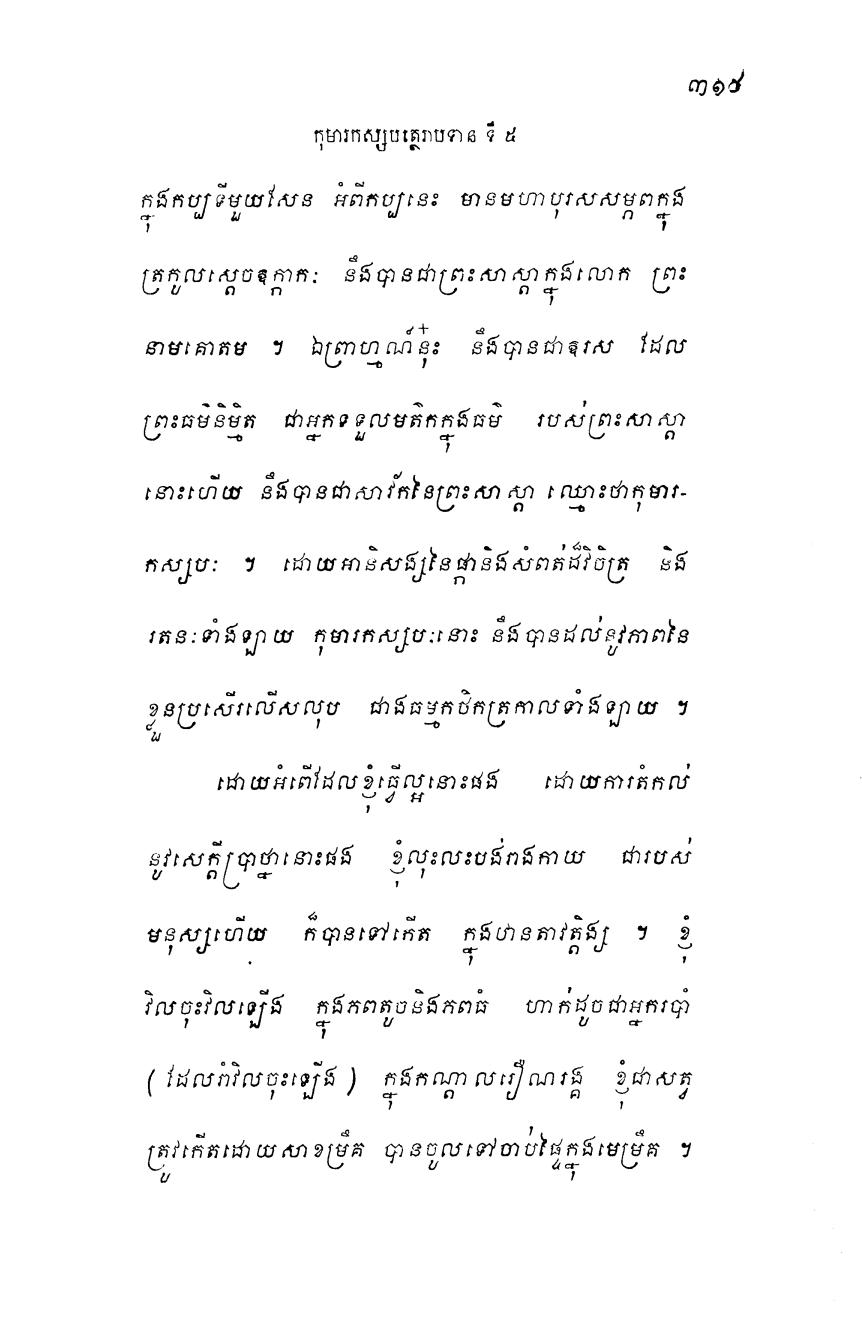 ៣១៩
កុមារកស្សបត្ថេរាបទាន ទី ៥
ក្នុងកប្បទីមួយសែន អំពីកប្បនេះ មានមហាបុរសសម្ភពក្នុង
ត្រកូលស្តេចឧក្កាកៈ នឹងបានជាព្រះសាស្តាក្នុងលោក ព្រះ
នាមគោតម ។ ឯព្រាហ្មណ៍នុ៎ះ នឹងបានជាឱរស ដែល
ព្រះធម៌និម្មិត ជាអ្នកទទួលមតិកក្នុងធម៌ របស់ព្រះសាស្តា
នោះហើយ នឹងបានជាសាវ័កនៃព្រះសាស្តា ឈ្មោះថាកុមារ-
កស្សបៈ ។ ដោយអានិសង្សនៃផ្កានិងសំពត់ដ៏វិចិត្រ និង
រតនៈទាំងឡាយ កុមារកស្សបៈនោះ នឹងបានដល់នូវភាពនៃ
ខ្លួនប្រសើរលើសលុប ជាងធម្មកថិកត្រកាលទាំងឡាយ ។
ដោយអំពើដែលខ្ញុំធ្វើល្អនោះផង ដោយការតំកល់
នូវសេក្តីប្រាថ្នានោះផង ខ្ញុំលុះលះបង់រាងកាយ ជារបស់
មនុស្សហើយ ក៏បានទៅកើត ក្នុងឋានតាវត្តិង្ស ។ ខ្ញុំ
វិលចុះវិលឡើង ក្នុងភពតូចនិងភពធំ ហាក់ដូចជាអ្នករបាំ
( ដែលរាំវិលចុះឡើង ) ក្នុងកណ្តាលរឿណរង្គ ខ្ញុំជាសត្វ
ត្រូវកើតដោយសាខម្រឹគ បានចូលទៅចាប់ផ្ទៃក្នុងមេម្រឹគ ។